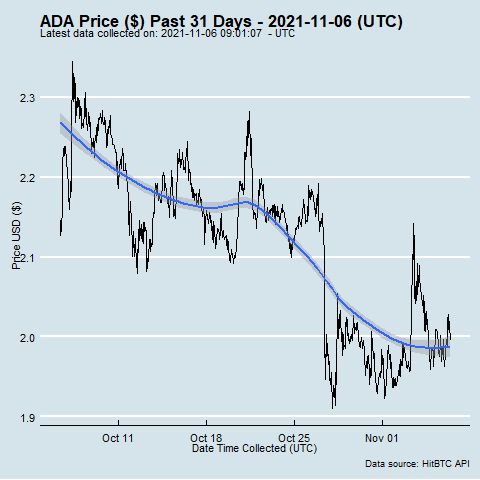 ADA Price ($) Past 31 Days - 2021-11-06 (UTC)
Latest data collected on: 2021-11-06 09:01:07 - UTC
Price USD ($)
2.3
2.2
2.1
2.0
1.9
Oct 11 Oct 18 Oct 25 Nov 01
Date Time Collected (UTC)
Data source: HitBTC API